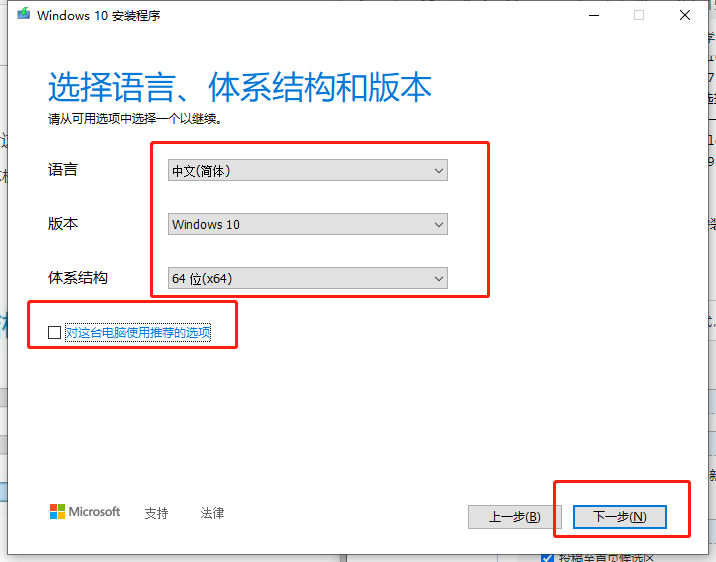 Windows 10 安装程序
选择语言、体系结构和版本
请从可用选项中选择一个以继续。
语言
中文(简体)
版本
Windows 10
体系结构
64 位(x64)
对这台电脑使用推荐的选项
Microsoft
支持
法律
上一步(B)
下一步(N)